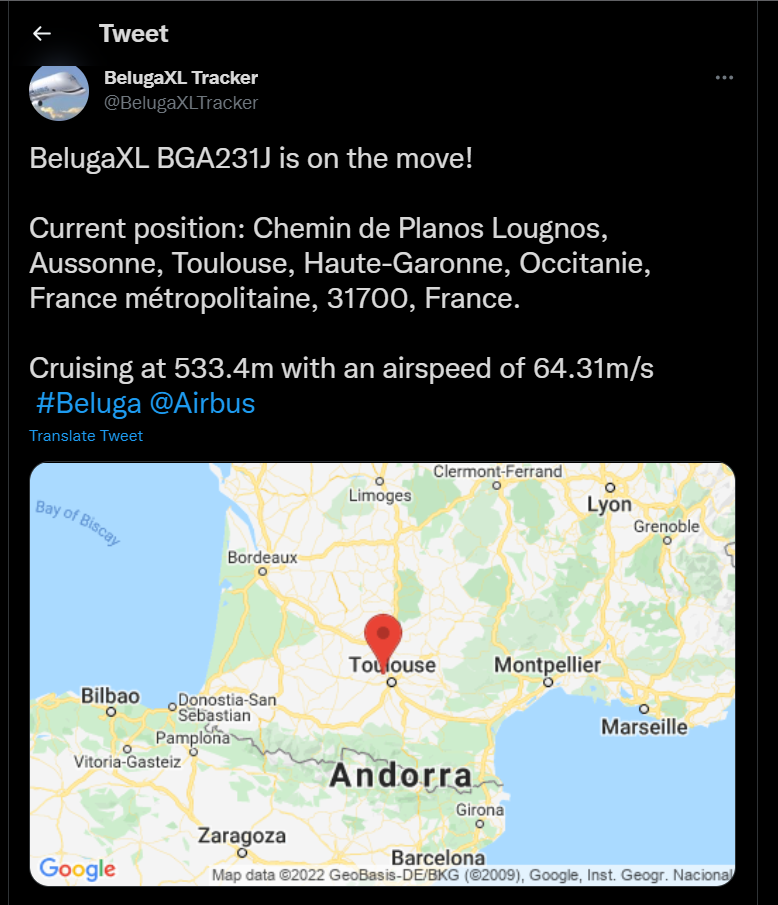 Tweet
BelugaXL Tracker
@BelugaXLTracker
BelugaXL BGA231J is on the move!
Current position: Chemin de Planos Lougnos,
Aussonne, Toulouse, Haute-Garonne, Occitanie,
France métropolitaine, 31700, France.
Cruising at 533.4m with an airspeed of 64.31m/s
#Beluga @Airbus
Translate Tweet
Clermont-Ferrand
Limoges
Lyon
Bay of Biscay
Grenoble
Bordeaux
Toulouse
Montpellier
Bilbao
Donostia-San
Sebastian
Marseille
Pamplona
Vitoria-Gasteiz
Andorra
Girona
Zaragoza
Barcelona
Google
Map data ©2022 GeoBasis-DE/BKG (©2009), Google, Inst. Geogr. Nacional